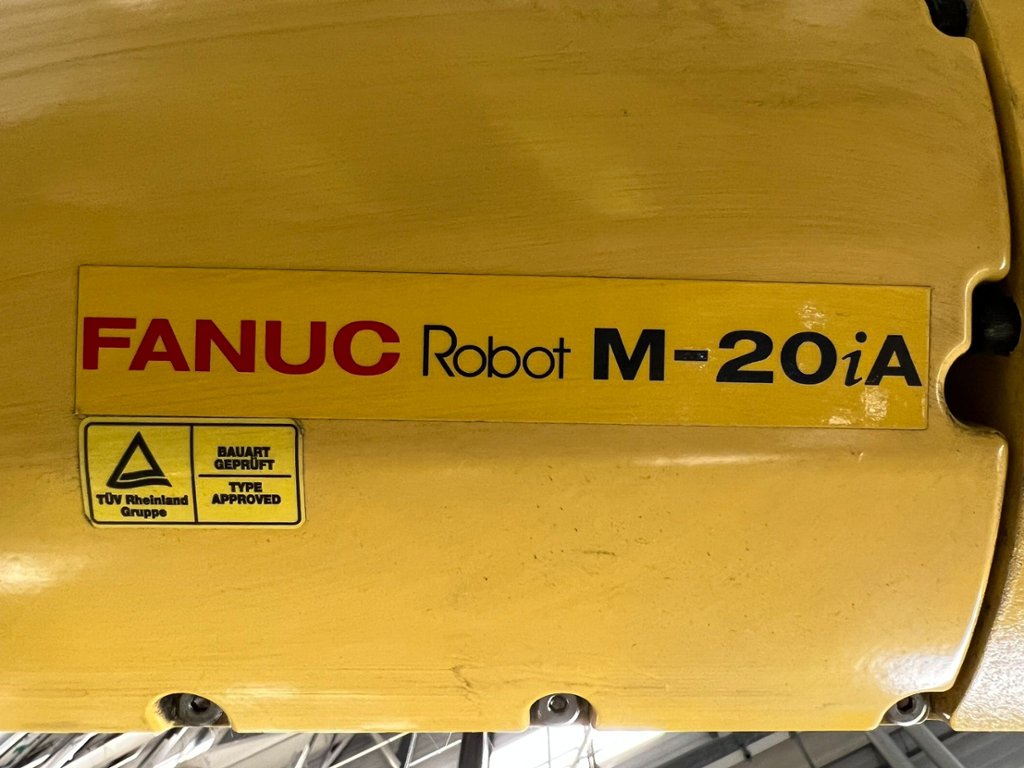 FANUC Robot M-20iA
TÜV Rheinland
Gruppe
BAUART
GEPRÜFT
TYPE
APPROVED